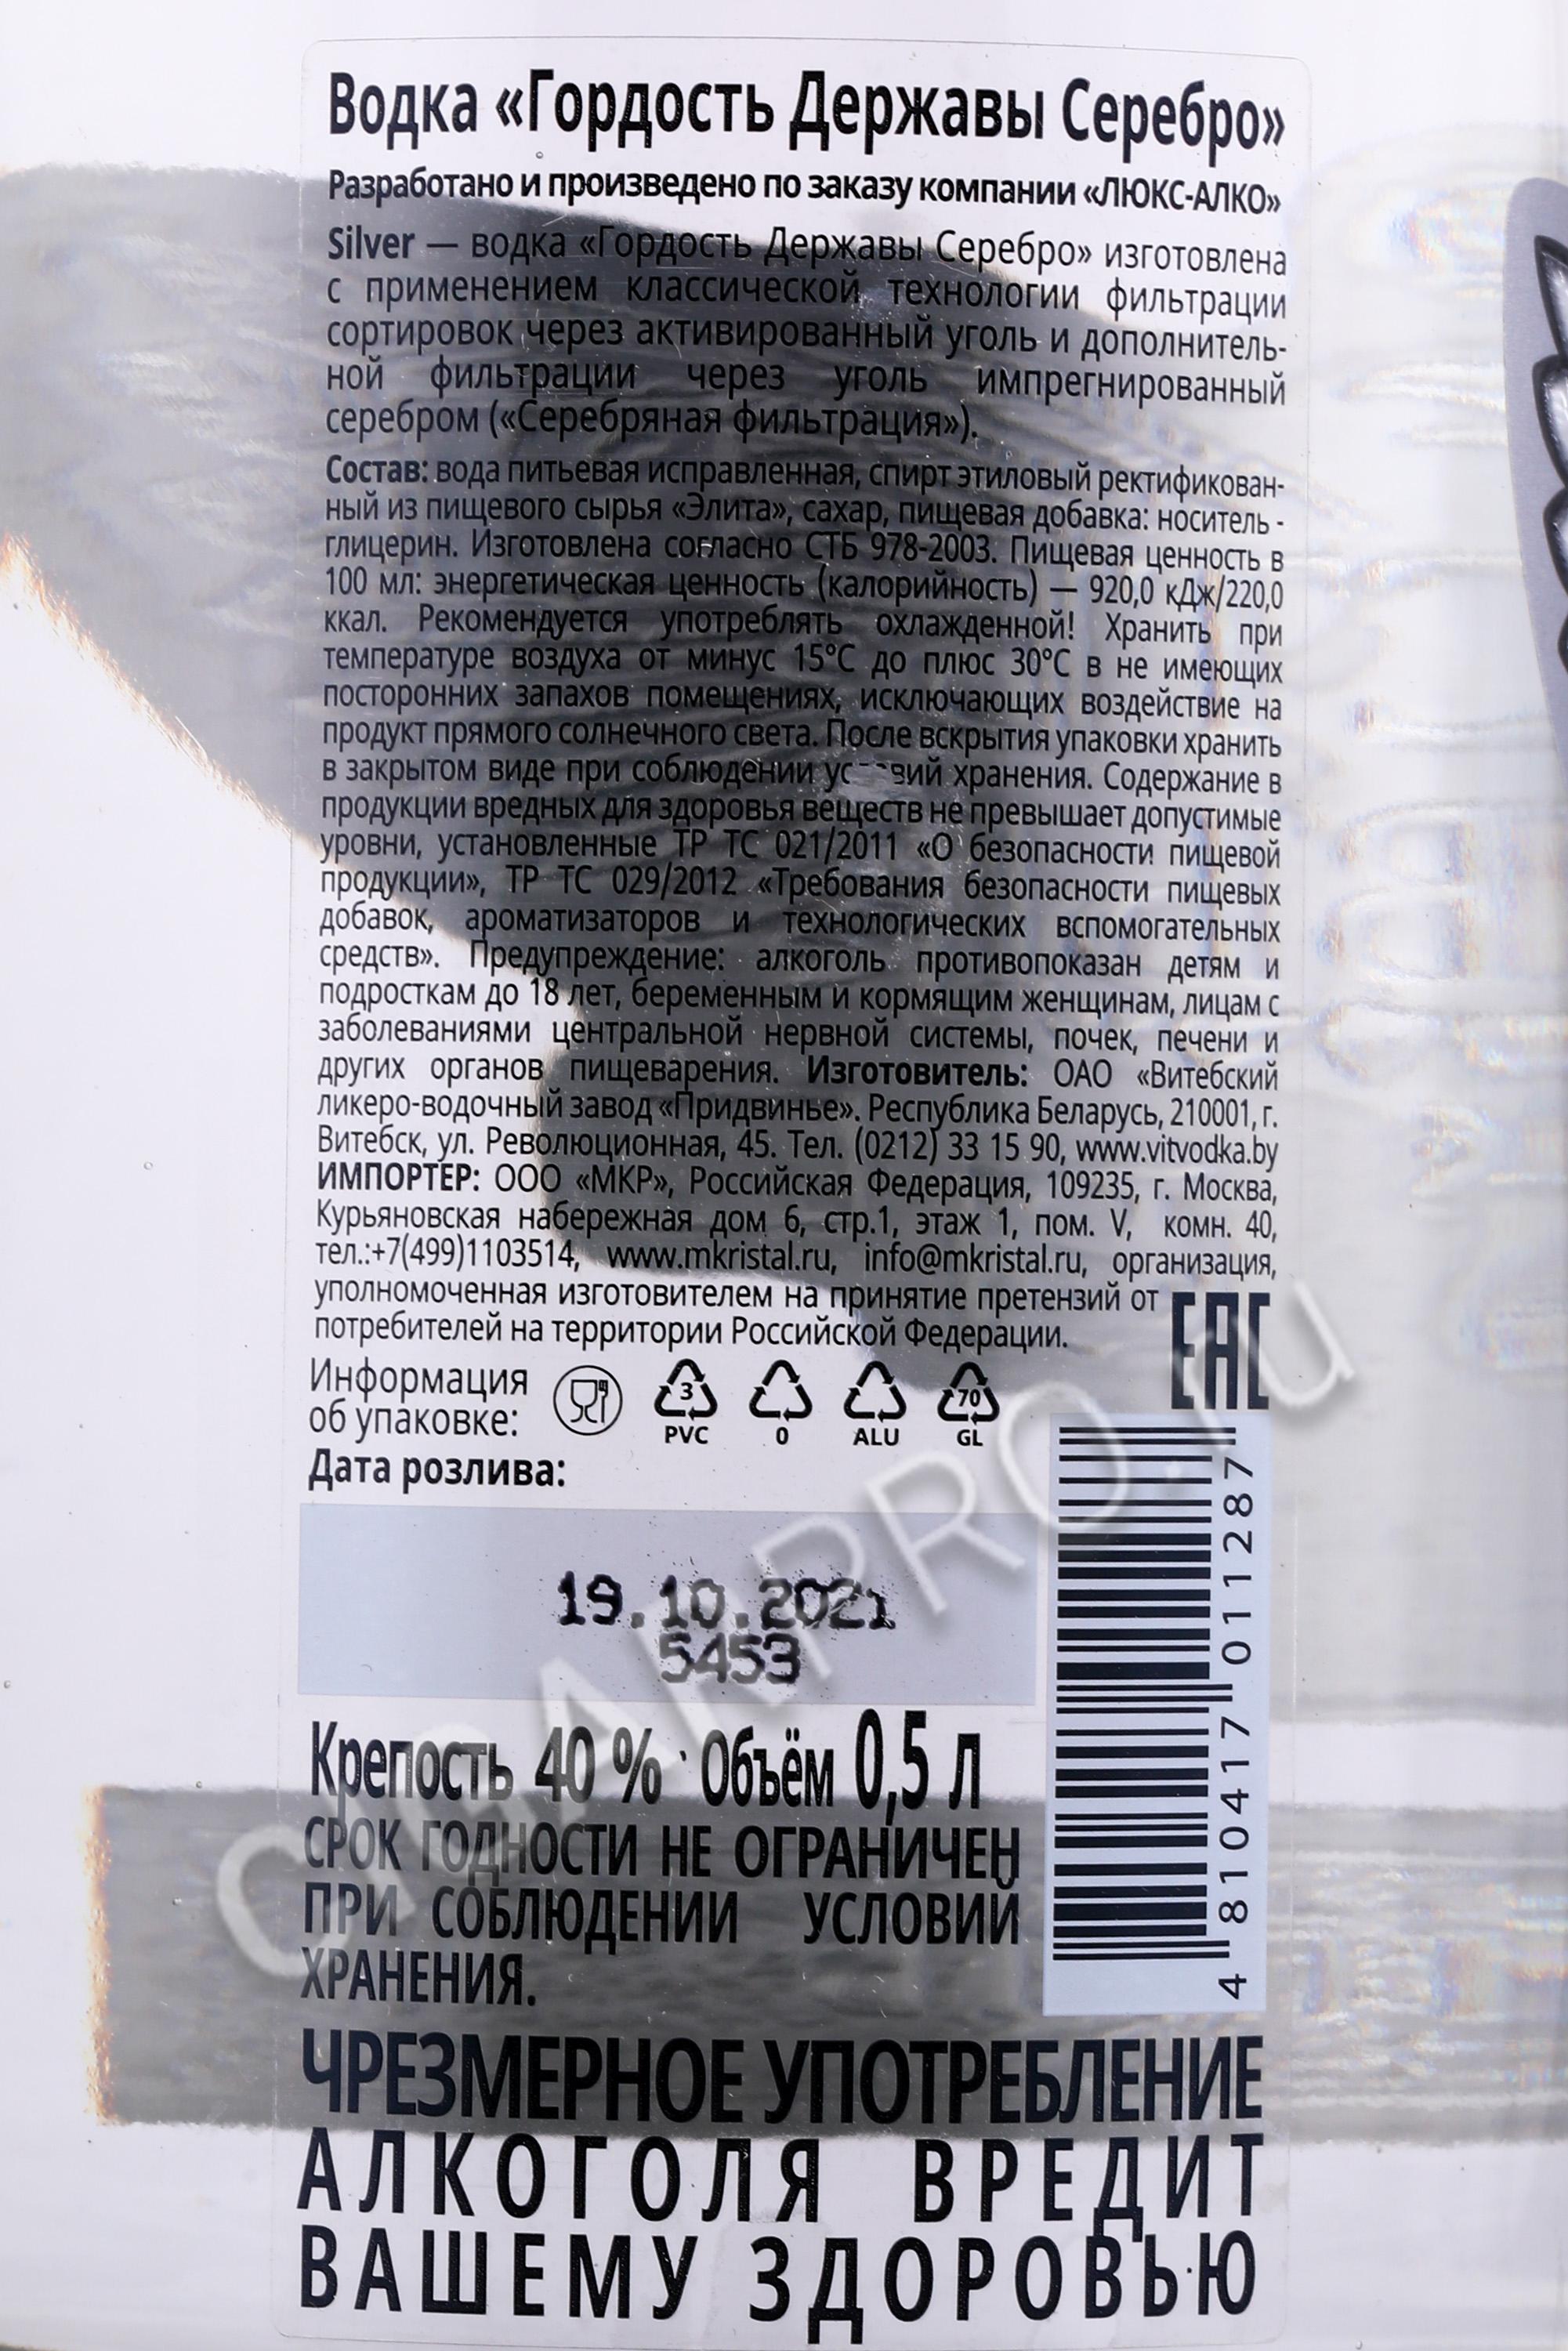 Водка «Гордость Державы Серебро»
Разработано и произведено по заказу компании «ЛЮКС-АЛКО»
Silver — водка «Гордость Державы Серебро» изготовлена
с применением классической технологии фильтрации
сортировок через активированный уголь и дополнитель-
ной фильтрации через уголь импрегнированный
серебром («Серебряная фильтрация»).
Состав: вода питьевая исправленная, спирт этиловый ректификован-
ный из пищевого сырья «Элита», сахар, пищевая добавка: носитель -
глицерин. Изготовлена согласно СТБ 978-2003. Пищевая ценность в
100 мл: энергетическая ценность (калорийность) — 920,0 кДж/220,0
ккал. Рекомендуется употреблять охлажденной! Хранить при
температуре воздуха от минус 15°С до плюс 30°С в не имеющих
посторонних запахов помещениях, исключающих воздействие на
продукт прямого солнечного света. После вскрытия упаковки хранить
в закрытом виде при соблюдении хранения. Содержание в
продукции вредных для здоровья веществ не превышает допустимые
уровни, установленные ТР ТС 021/2011 «О безопасности пищевой
продукции», ТР ТС 029/2012 «Требования безопасности пищевых
добавок, ароматизаторов и технологических вспомогательных
средств». Предупреждение: алкоголь противопоказан детям и
подросткам до 18 лет, беременным и кормящим женщинам, лицам с
заболеваниями центральной нервной системы, почек, печени и
других органов пищеварения. Изготовитель: ОАО «Витебский
ликеро-водочный завод «Придвинье». Республика Беларусь, 210001, г.
Витебск, ул. Революционная, 45. Тел. (0212) 33 15 90, www.vitvodka.by
ИМПОРТЕР: ООО «МКР», Российская Федерация, 109235, г. Москва,
Курьяновская набережная дом 6, стр.1, этаж 1, пом. V, комн. 40,
тел.:+7(499)1103514, www.mkristal.ru, info@mkristal.ru, организация,
уполномоченная изготовителем на принятие претензий от
потребителей на территории Российской Федерации.
EAC
Информация
об упаковке:
3 PVC 0 ALU 70 GL
Дата розлива:
19.10.2021
5453
4 810417 011287
Крепость 40 % · Объём 0,5 л
СРОК ГОДНОСТИ НЕ ОГРАНИЧЕН
ПРИ СОБЛЮДЕНИИ УСЛОВИЙ
ХРАНЕНИЯ.
ЧРЕЗМЕРНОЕ УПОТРЕБЛЕНИЕ
АЛКОГОЛЯ ВРЕДИТ
ВАШЕМУ ЗДОРОВЬЮ
CIGARPRO.ru